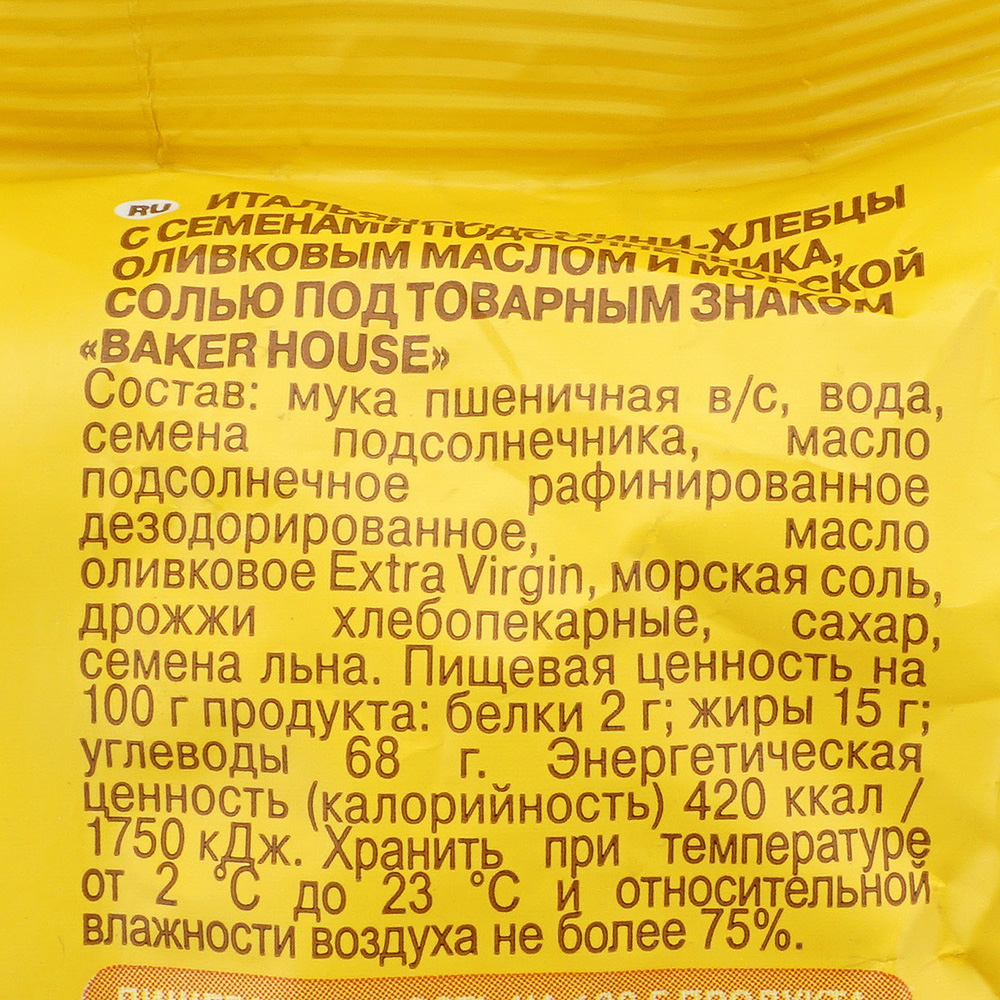 RU ИТАЛЬЯНСКИЕ МИНИ-ХЛЕБЦЫ
С СЕМЕНАМИ ПОДСОЛНЕЧНИКА,
ОЛИВКОВЫМ МАСЛОМ И МОРСКОЙ
СОЛЬЮ ПОД ТОВАРНЫМ ЗНАКОМ
«BAKER HOUSE»
Состав: мука пшеничная в/с, вода,
семена подсолнечника, масло
подсолнечное рафинированное
дезодорированное, масло
оливковое Extra Virgin, морская соль,
дрожжи хлебопекарные, сахар,
семена льна. Пищевая ценность на
100 г продукта: белки 2 г; жиры 15 г;
углеводы 68 г. Энергетическая
ценность (калорийность) 420 ккал /
1750 кДж. Хранить при температуре
от 2 °С до 23 °С и относительной
влажности воздуха не более 75%.